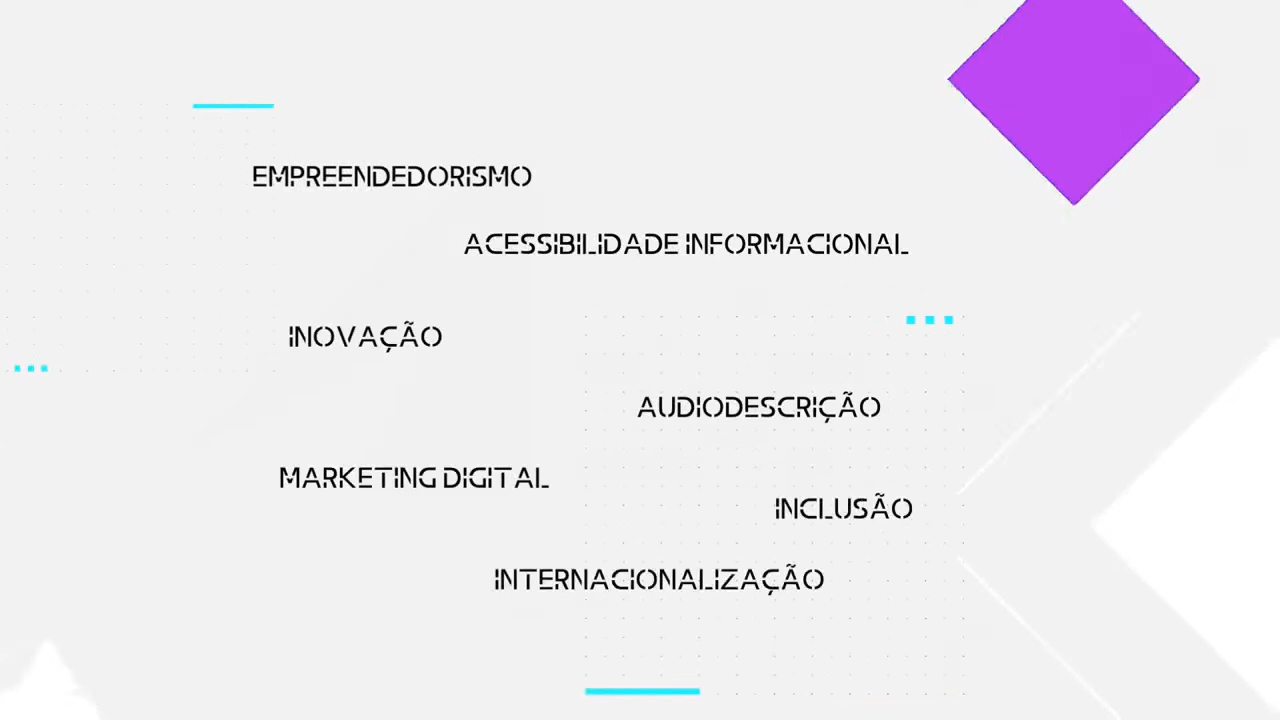 EMPREENDEDORISMO
ACESSIBILIDADE INFORMACIONAL
INOVAÇÃO
AUDIODESCRIÇÃO
MARKETING DIGITAL
INCLUSÃO
INTERNACIONALIZAÇÃO